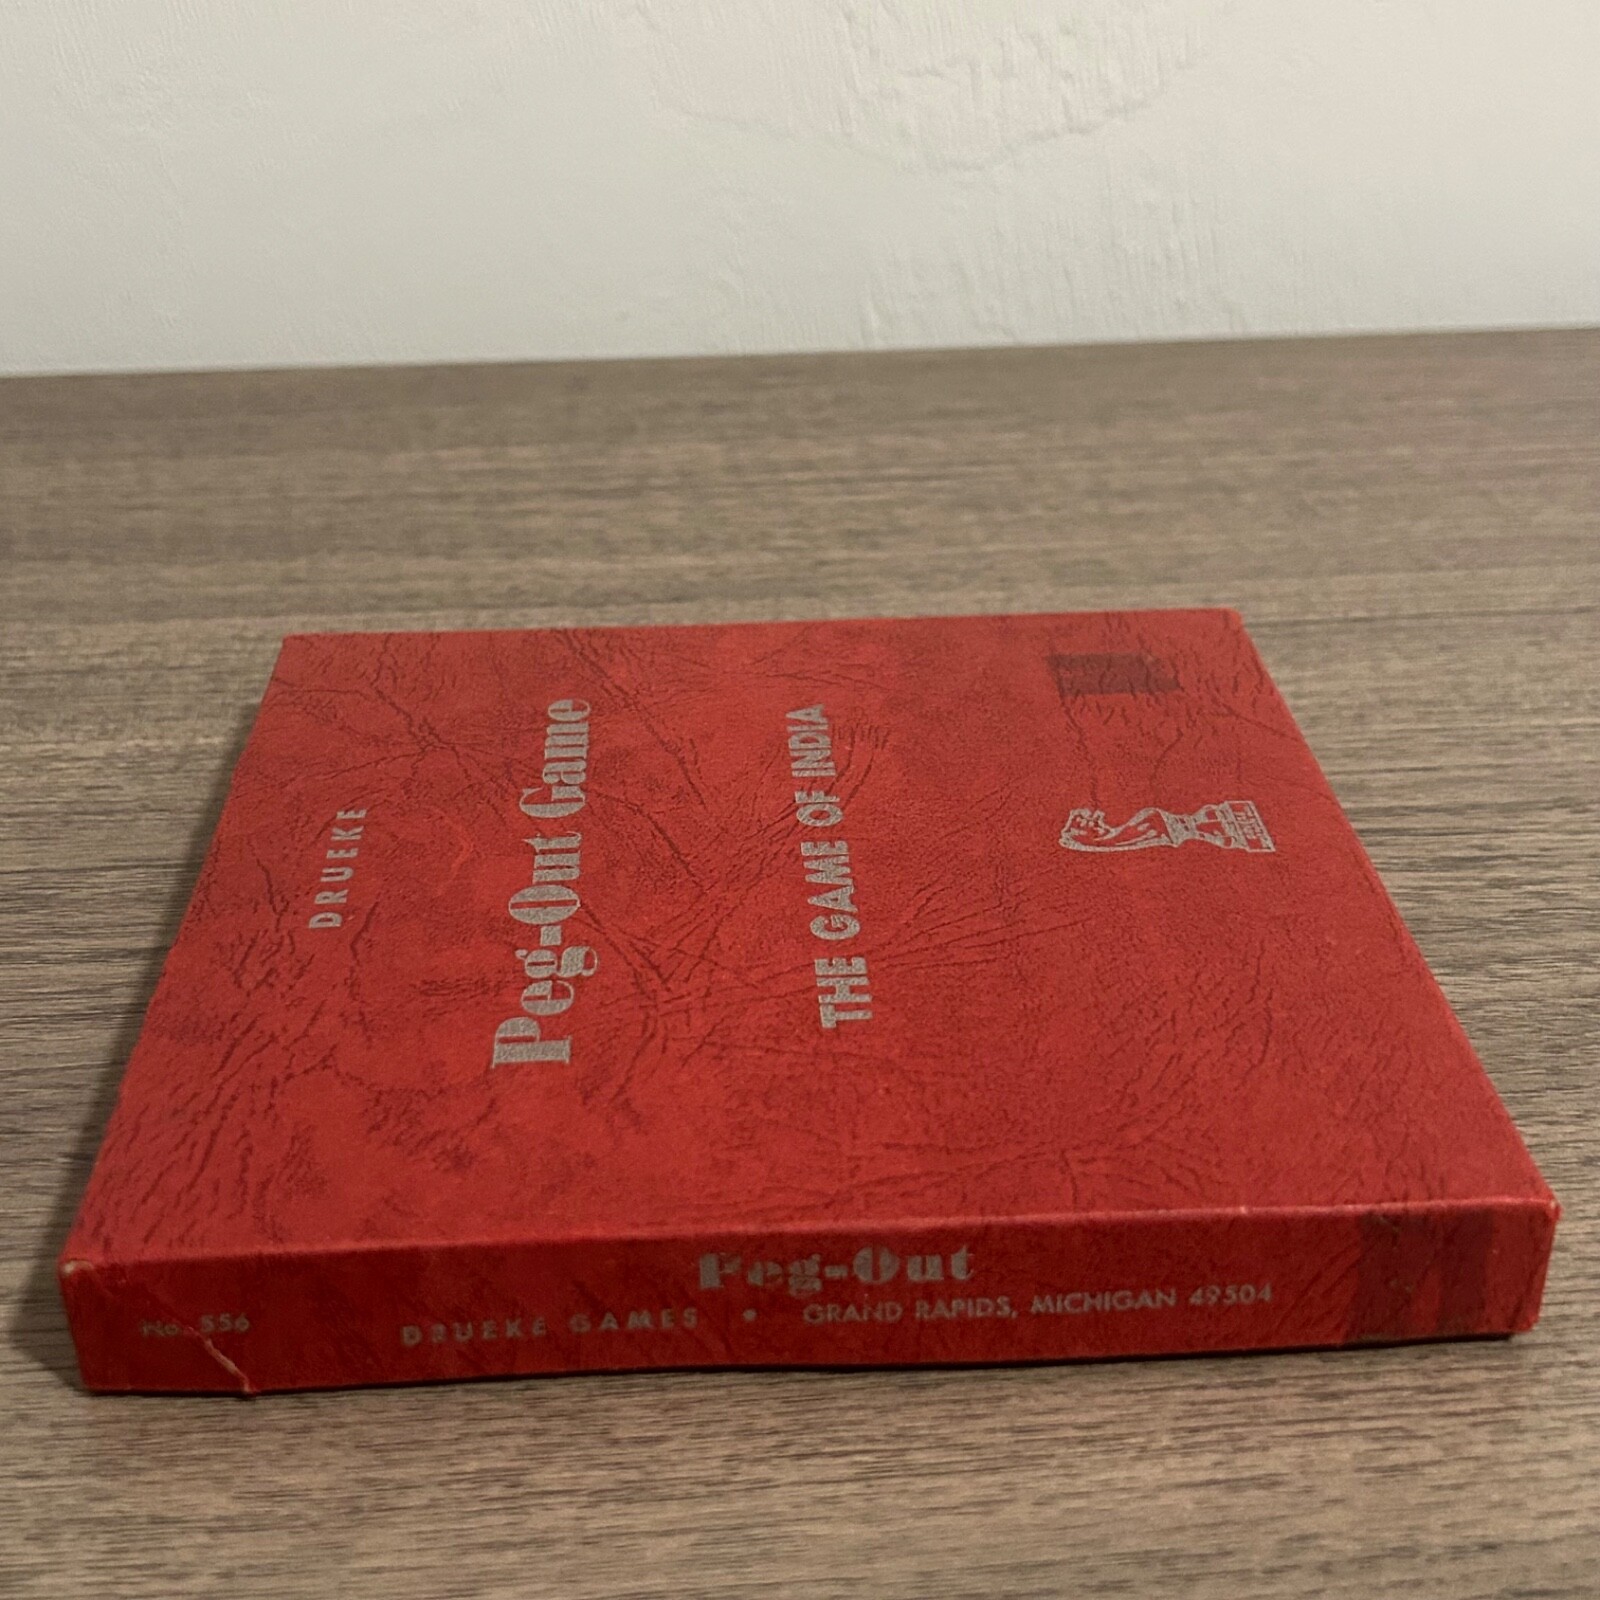 DRUEKE
Peg-Out Game
THE GAME OF INDIA
Peg-Out
No. 556
DRUEKE GAMES • GRAND RAPIDS, MICHIGAN 49504